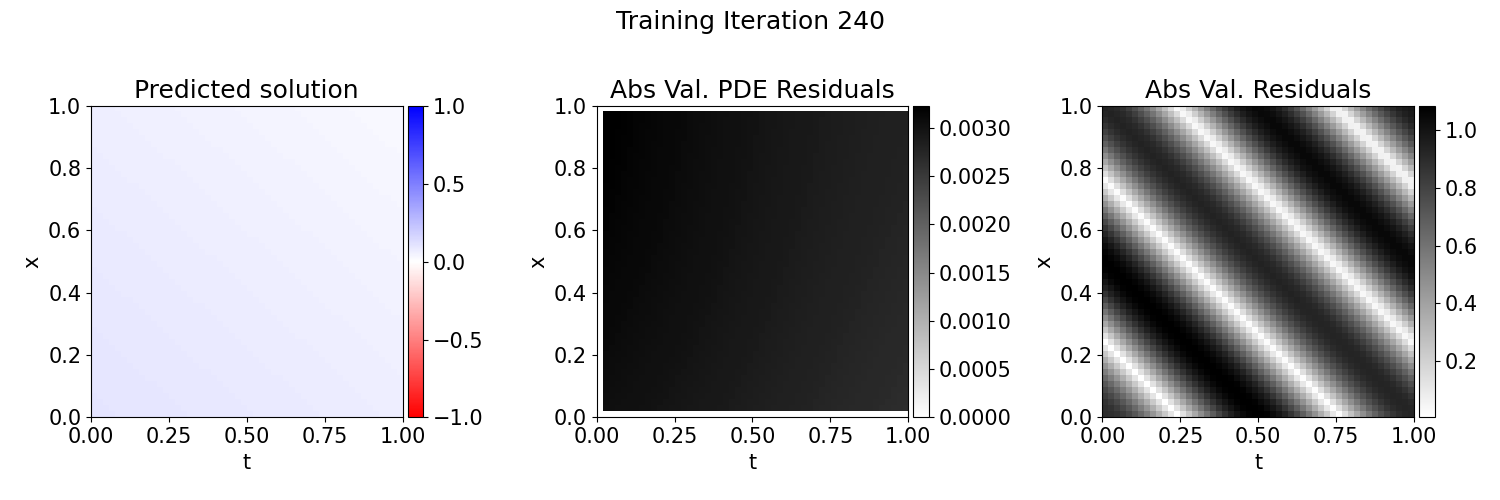 Training Iteration 240
Predicted solution
1.0
0.8
0.6
0.4
0.2
0.0
x
0.00 0.25 0.50 0.75 1.00
t
1.0
0.5
0.0
−0.5
−1.0
Abs Val. PDE Residuals
1.0
0.8
0.6
0.4
0.2
0.0
x
0.00 0.25 0.50 0.75 1.00
t
0.0030
0.0025
0.0020
0.0015
0.0010
0.0005
0.0000
Abs Val. Residuals
1.0
0.8
0.6
0.4
0.2
0.0
x
0.00 0.25 0.50 0.75 1.00
t
1.0
0.8
0.6
0.4
0.2